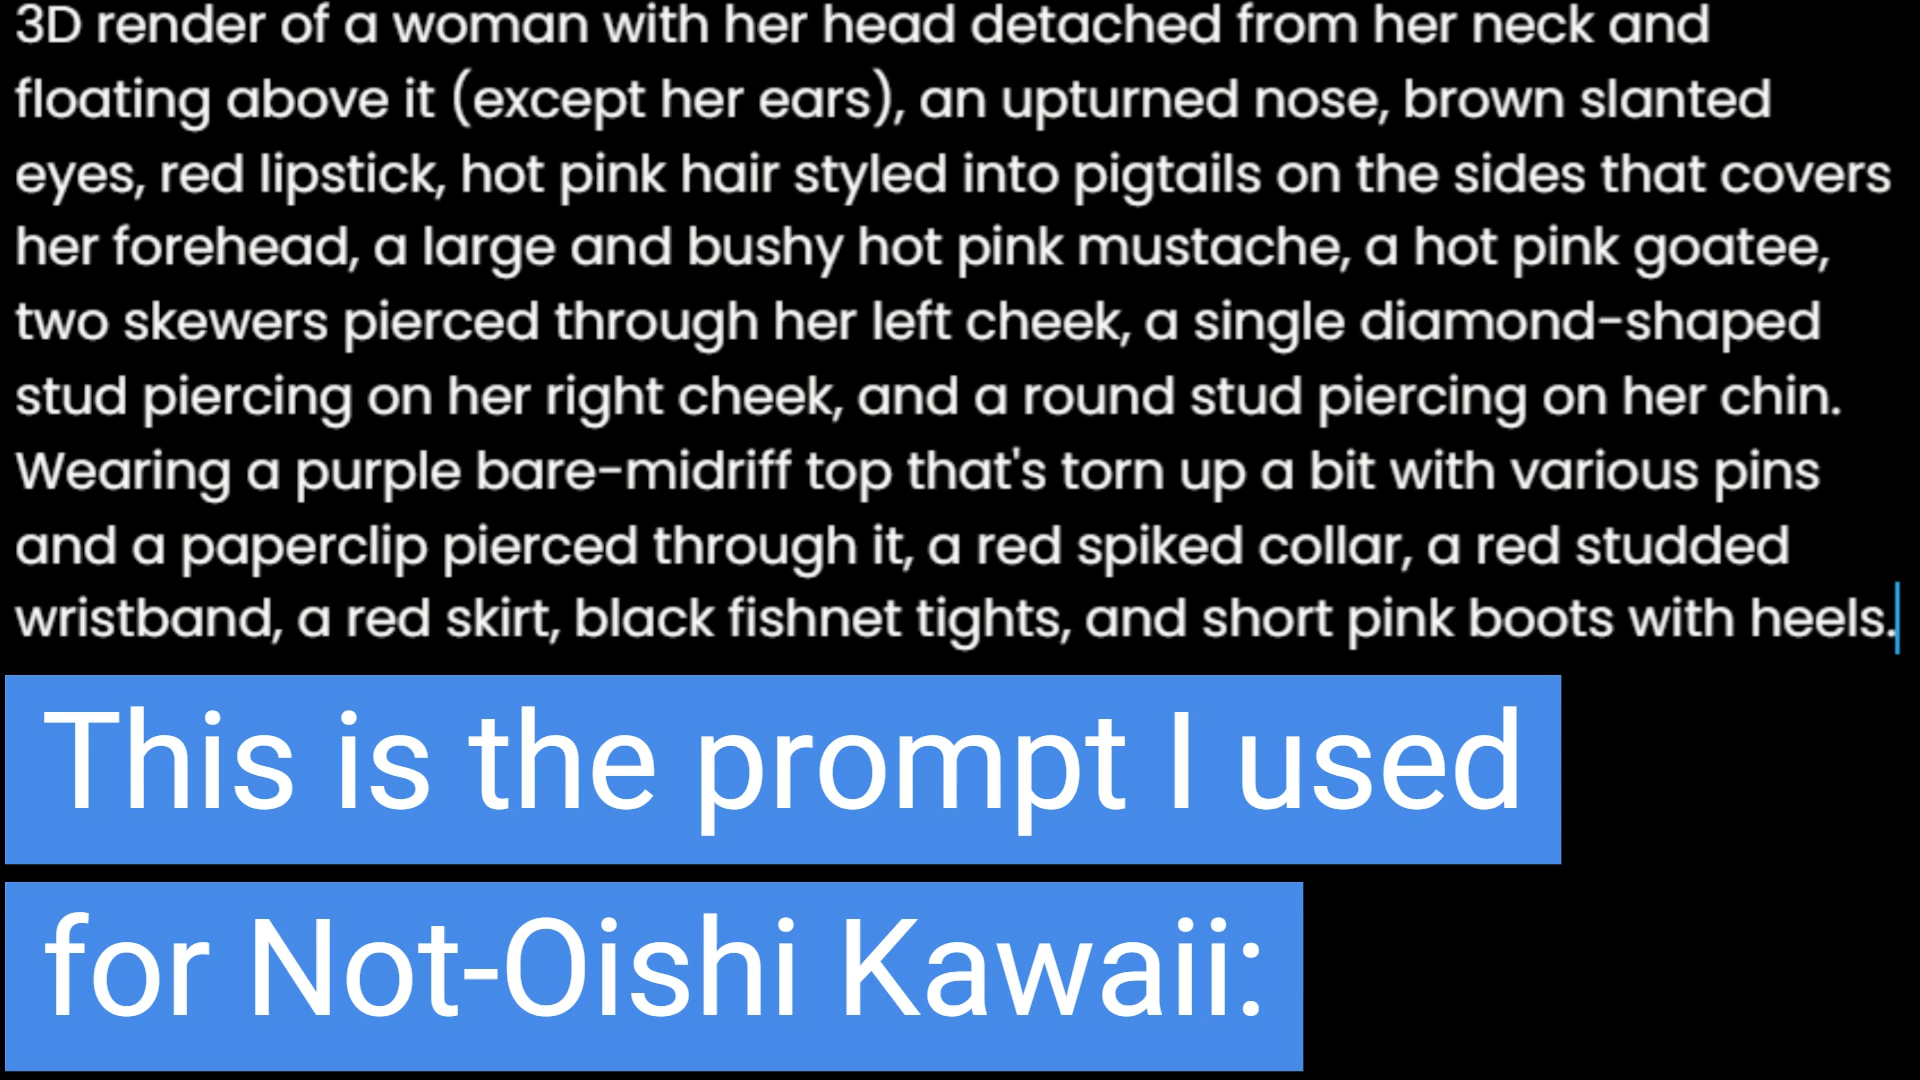 3D render of a woman with her head detached from her neck and
floating above it (except her ears), an upturned nose, brown slanted
eyes, red lipstick, hot pink hair styled into pigtails on the sides that covers
her forehead, a large and bushy hot pink mustache, a hot pink goatee,
two skewers pierced through her left cheek, a single diamond-shaped
stud piercing on her right cheek, and a round stud piercing on her chin.
Wearing a purple bare-midriff top that's torn up a bit with various pins
and a paperclip pierced through it, a red spiked collar, a red studded
wristband, a red skirt, black fishnet tights, and short pink boots with heels.
This is the prompt I used
for Not-Oishi Kawaii: